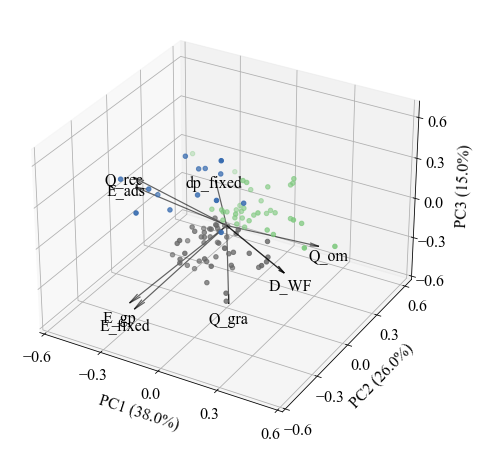 Q_rec
E_ads
dp_fixed
Q_om
D_WF
E_gp
E_fixed
Q_gra
0.6
0.3
0.0
−0.3
−0.6
PC3 (15.0%)
0.6
0.3
0.0
−0.3
−0.6
PC2 (26.0%)
−0.6
−0.3
0.0
0.3
0.6
PC1 (38.0%)